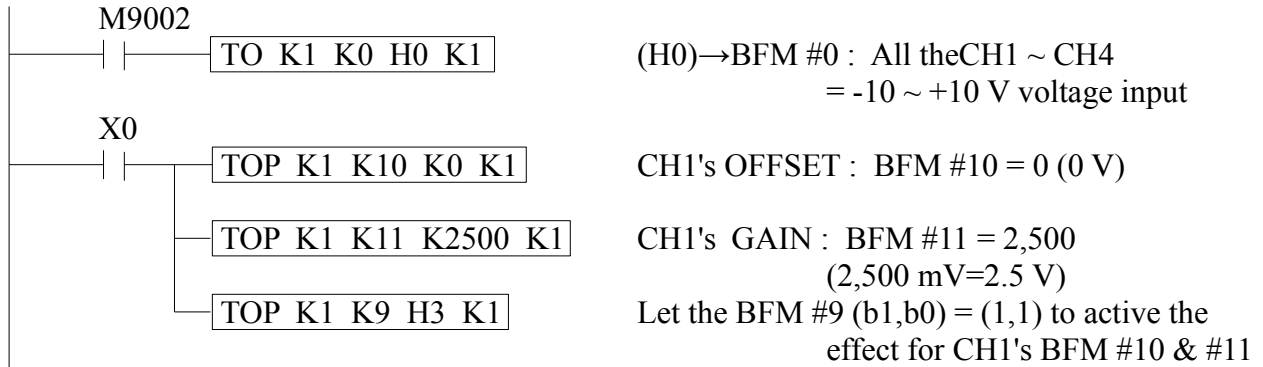 M9002
TO K1 K0 H0 K1 (H0)→BFM #0 : All theCH1 ~ CH4
= -10 ~ +10 V voltage input
X0
TOP K1 K10 K0 K1 CH1's OFFSET : BFM #10 = 0 (0 V)
TOP K1 K11 K2500 K1 CH1's GAIN : BFM #11 = 2,500
(2,500 mV=2.5 V)
TOP K1 K9 H3 K1 Let the BFM #9 (b1,b0) = (1,1) to active the
effect for CH1's BFM #10 & #11